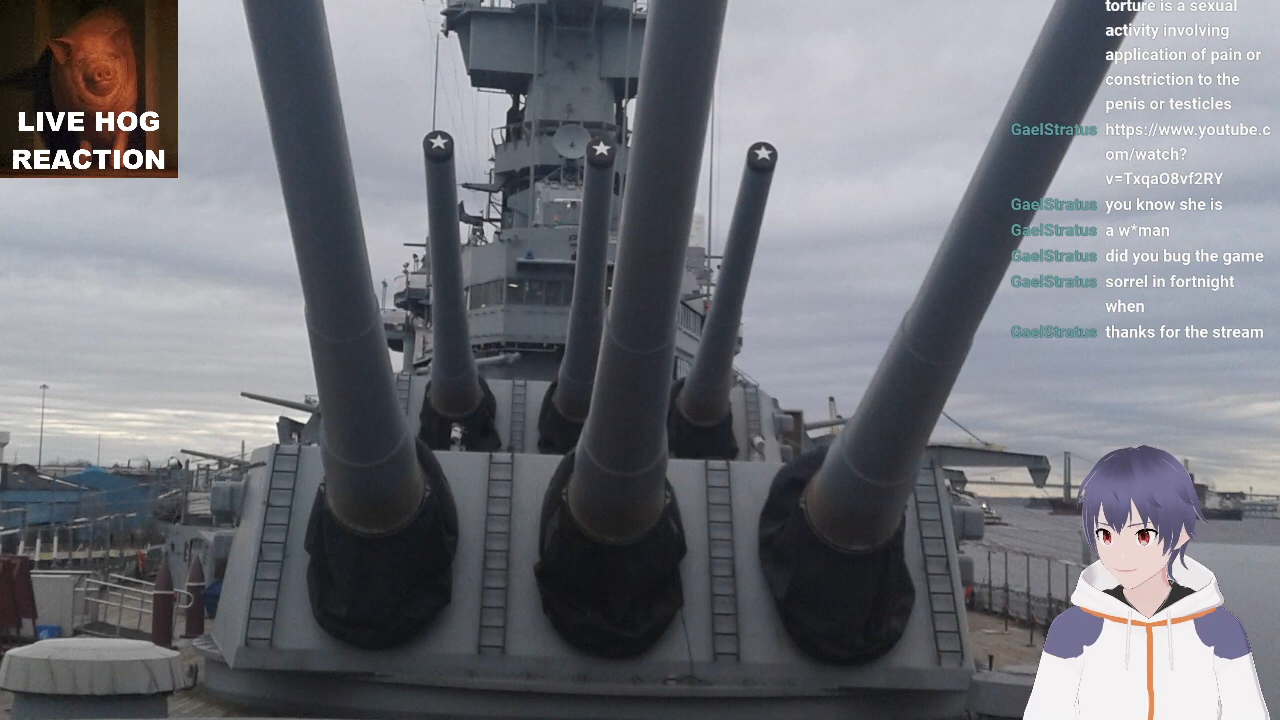 LIVE HOG
REACTION
torture is a sexual
activity involving
application of pain or
constriction to the
penis or testicles
GaelStratus https://www.youtube.c
om/watch?
v=TxqaO8vf2RY
GaelStratus you know she is
GaelStratus a w*man
GaelStratus did you bug the game
GaelStratus sorrel in fortnight
when
GaelStratus thanks for the stream